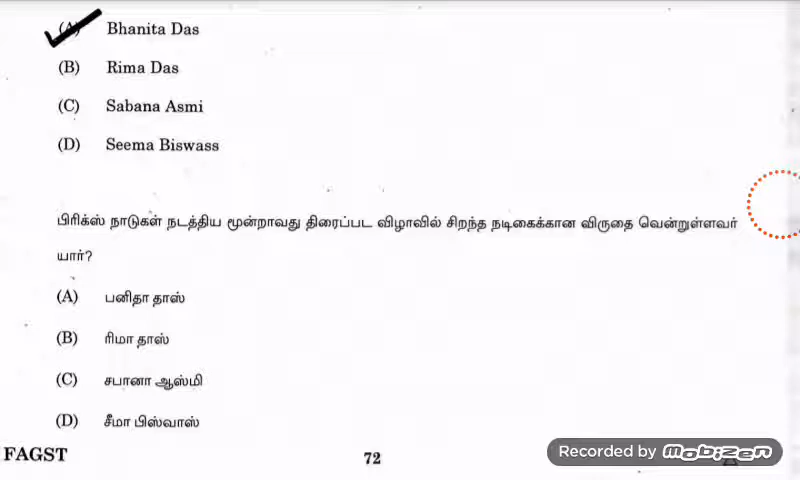 (A) Bhanita Das
(B) Rima Das
(C) Sabana Asmi
(D) Seema Biswass
பிரிக்ஸ் நாடுகள் நடத்திய மூன்றாவது திரைப்பட விழாவில் சிறந்த நடிகைக்கான விருதை வென்றுள்ளவர்
யார்?
(A) பனிதா தாஸ்
(B) ரிமா தாஸ்
(C) சபானா ஆஸ்மி
(D) சீமா பிஸ்வாஸ்
FAGST 72
Recorded by mobizen